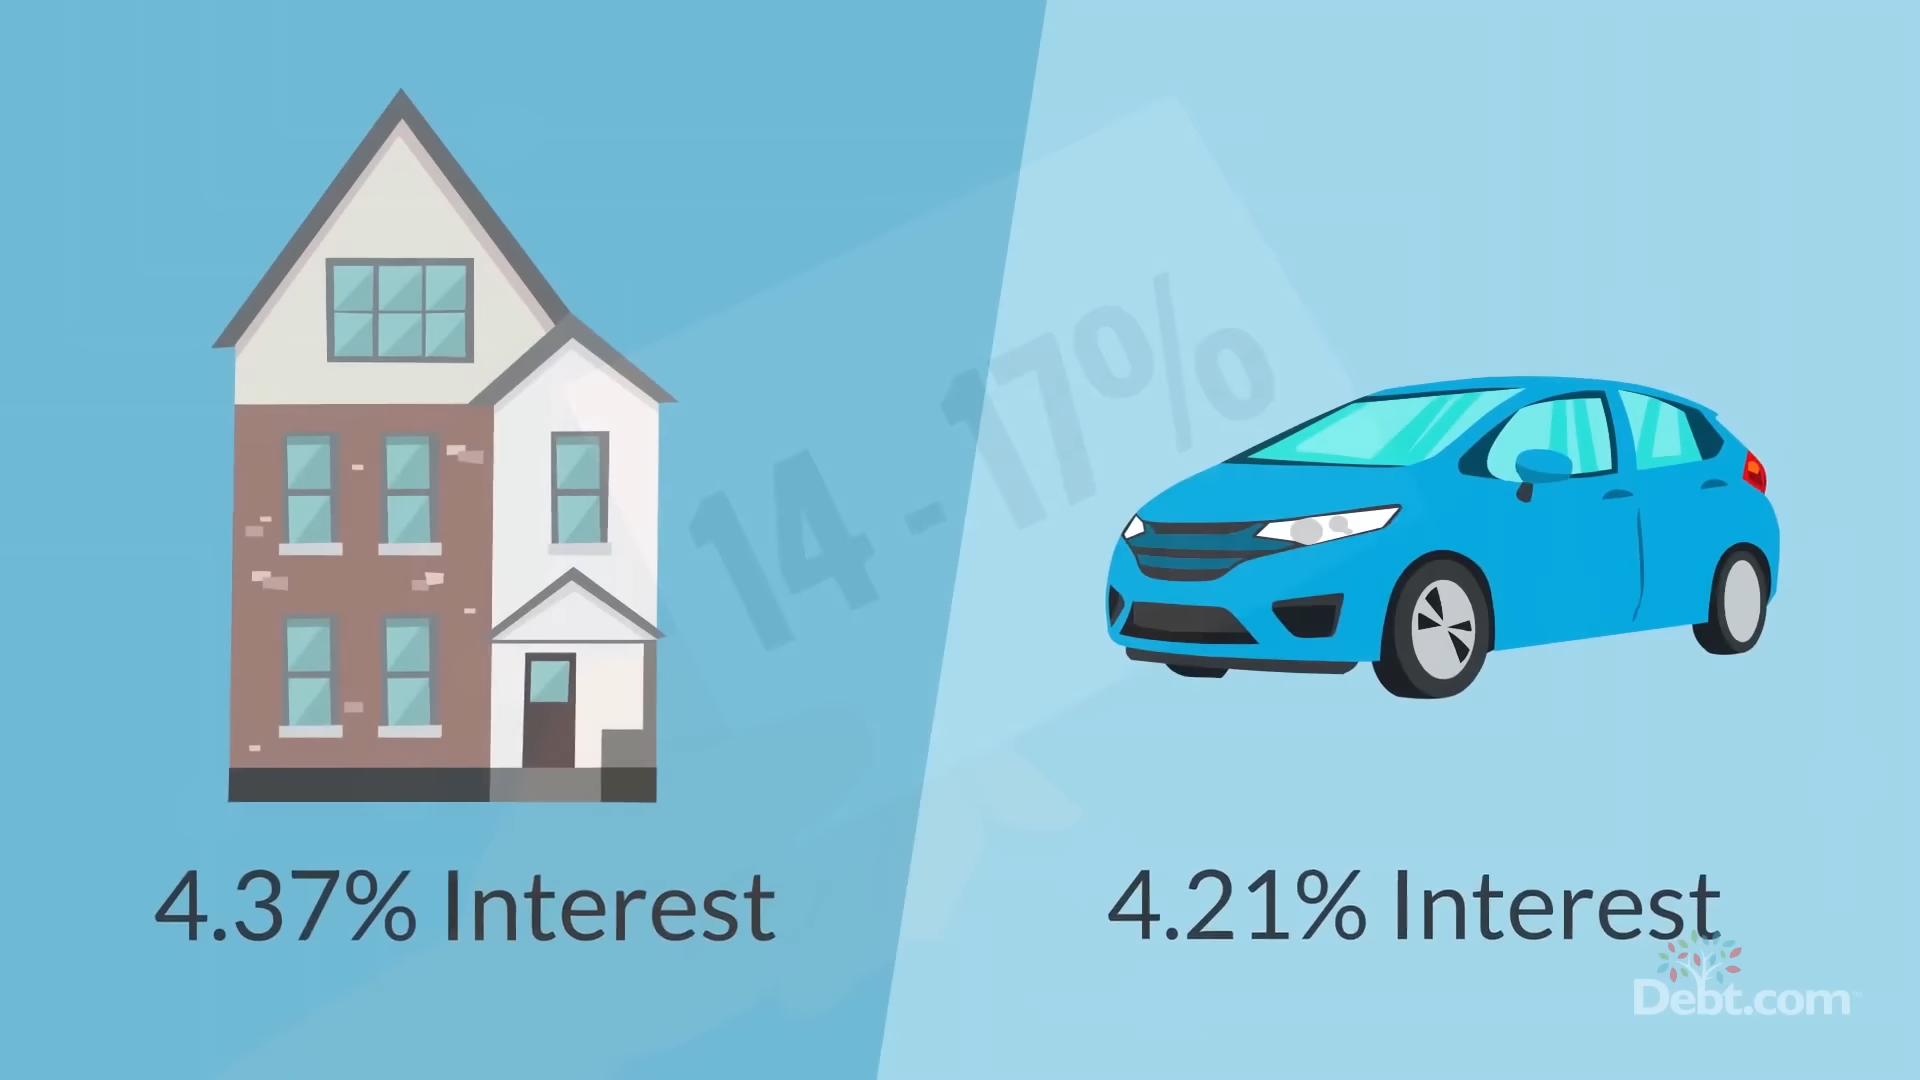 14 - 17%
4.37% Interest
4.21% Interest
Debt.com